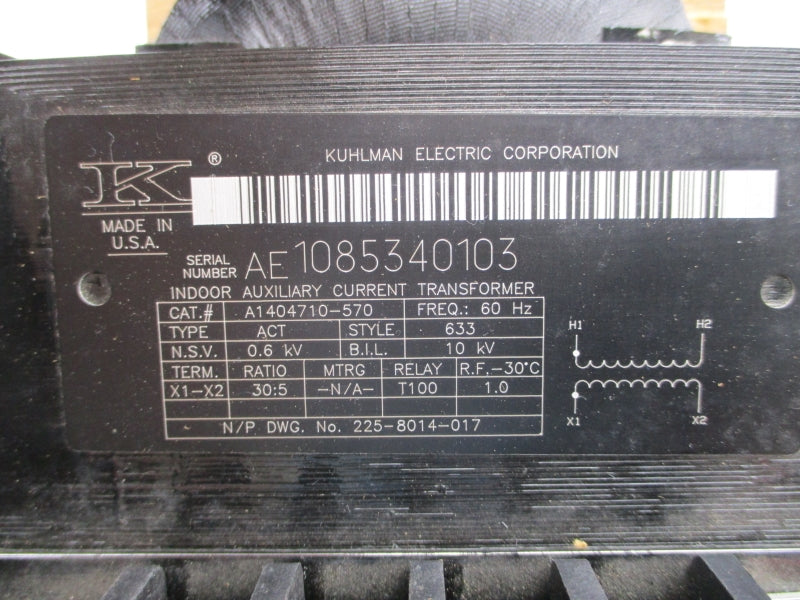 K ®
KUHLMAN ELECTRIC CORPORATION
MADE IN
U.S.A.
SERIAL
NUMBER AE1085340103
INDOOR AUXILIARY CURRENT TRANSFORMER
CAT.# A1404710-570 FREQ.: 60 Hz
TYPE ACT STYLE 633
N.S.V. 0.6 kV B.I.L. 10 kV
TERM. RATIO MTRG RELAY R.F.-30°C
X1-X2 30:5 -N/A- T100 1.0
N/P DWG. No. 225-8014-017
H1 H2
X1 X2